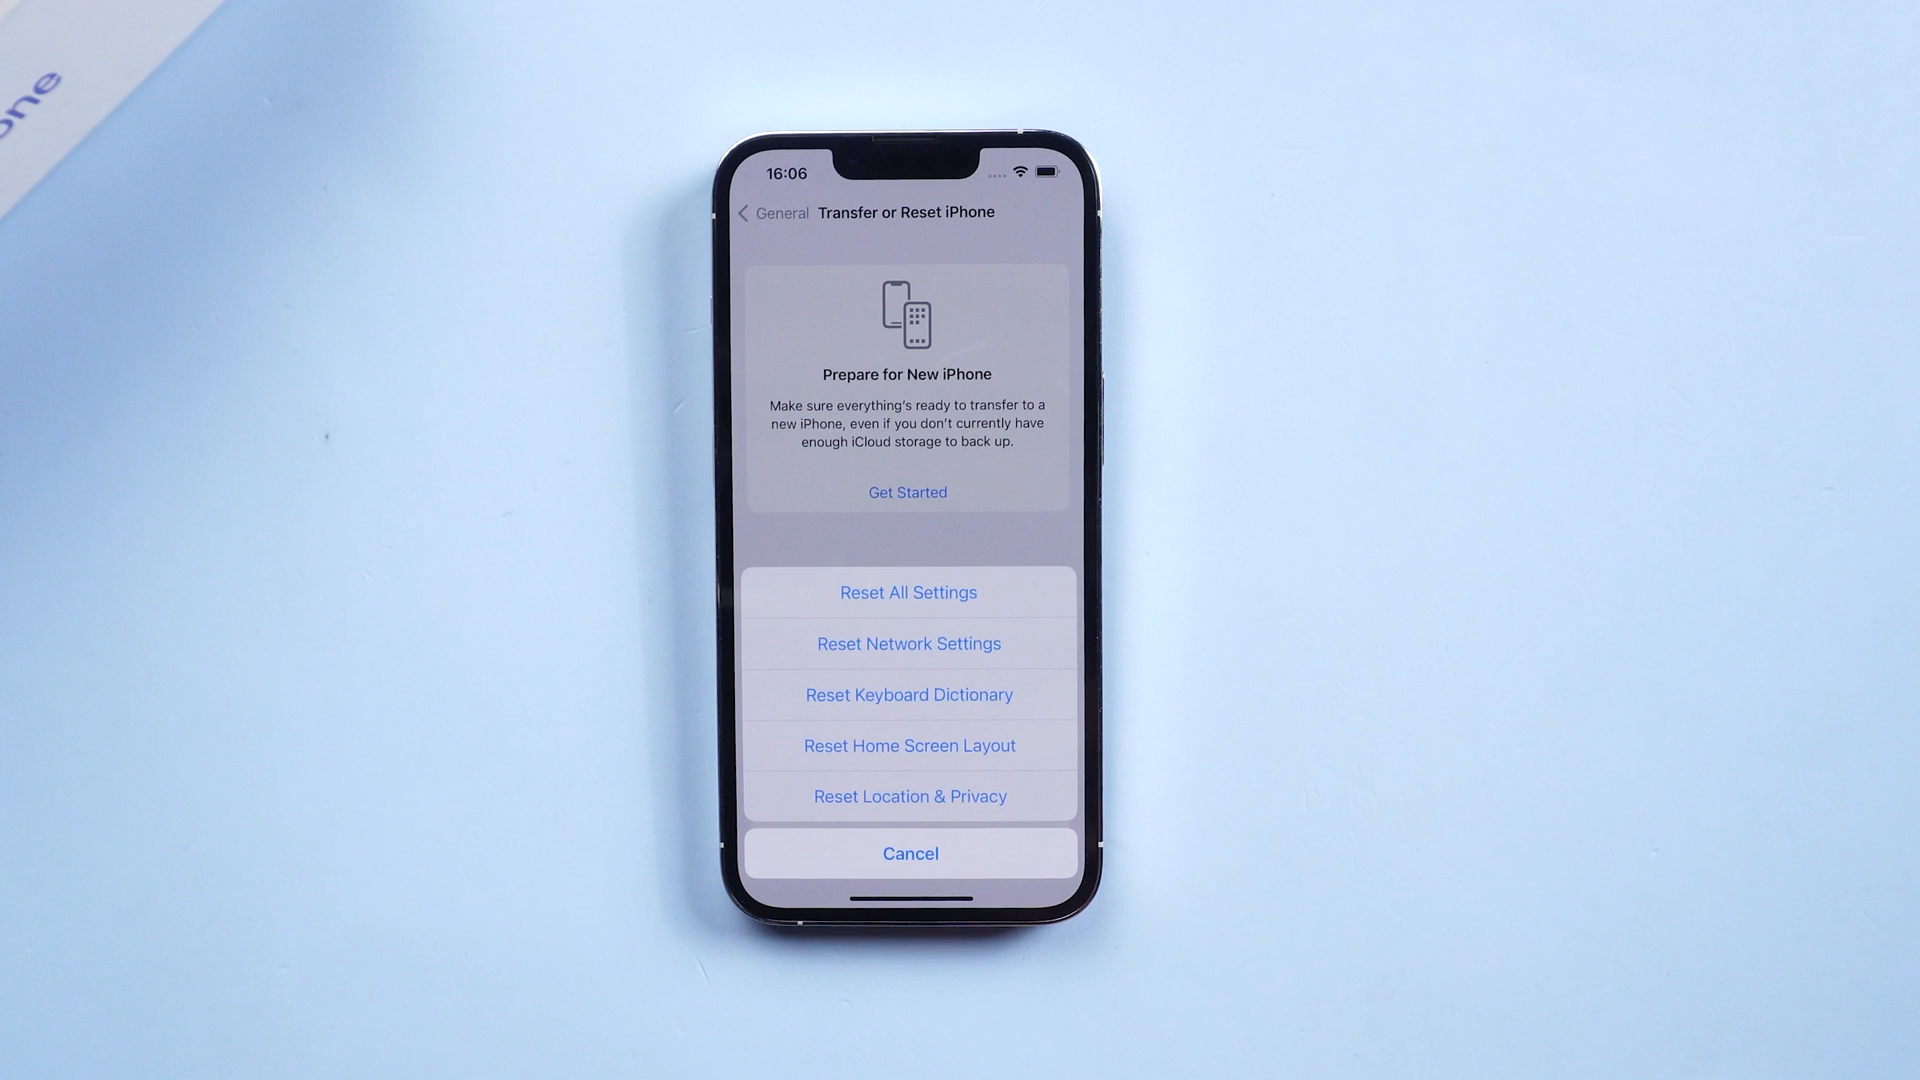 one
16:06
General Transfer or Reset iPhone
Prepare for New iPhone
Make sure everything's ready to transfer to a
new iPhone, even if you don't currently have
enough iCloud storage to back up.
Get Started
Reset All Settings
Reset Network Settings
Reset Keyboard Dictionary
Reset Home Screen Layout
Reset Location & Privacy
Cancel